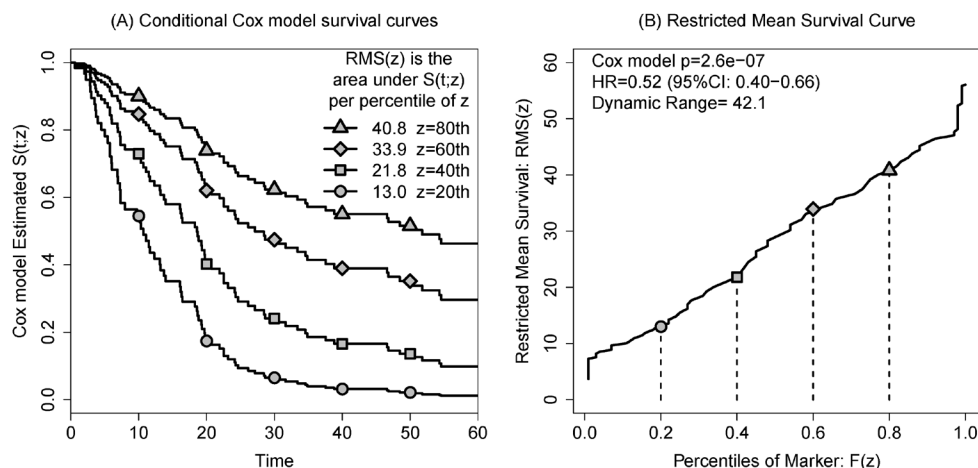 (A) Conditional Cox model survival curves
Cox model Estimated S(t;z)
1.0
0.8
0.6
0.4
0.2
0.0
RMS(z) is the
area under S(t;z)
per percentile of z
40.8 z=80th
33.9 z=60th
21.8 z=40th
13.0 z=20th
0 10 20 30 40 50 60
Time
(B) Restricted Mean Survival Curve
Restricted Mean Survival: RMS(z)
60
50
40
30
20
10
0
Cox model p=2.6e−07
HR=0.52 (95%CI: 0.40−0.66)
Dynamic Range= 42.1
0.0 0.2 0.4 0.6 0.8 1.0
Percentiles of Marker: F(z)